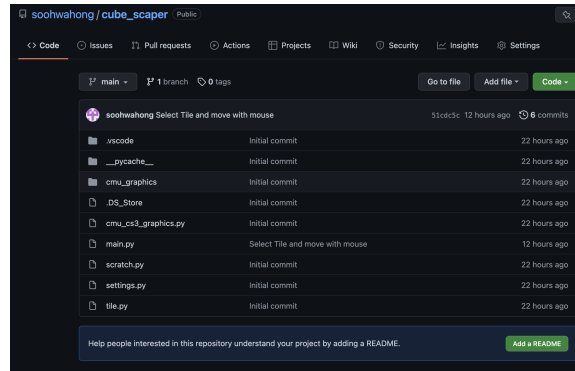 soohwahong / cube_scaper Public
<> Code Issues Pull requests Actions Projects Wiki Security Insights Settings
main 1 branch 0 tags Go to file Add file Code
soohwahong Select Tile and move with mouse 51cdc5c 12 hours ago 6 commits
.vscode Initial commit 22 hours ago
__pycache__ Initial commit 22 hours ago
cmu_graphics Initial commit 22 hours ago
.DS_Store Initial commit 22 hours ago
cmu_cs3_graphics.py Initial commit 22 hours ago
main.py Select Tile and move with mouse 12 hours ago
scratch.py Initial commit 22 hours ago
settings.py Initial commit 22 hours ago
tile.py Initial commit 22 hours ago
Help people interested in this repository understand your project by adding a README. Add a README